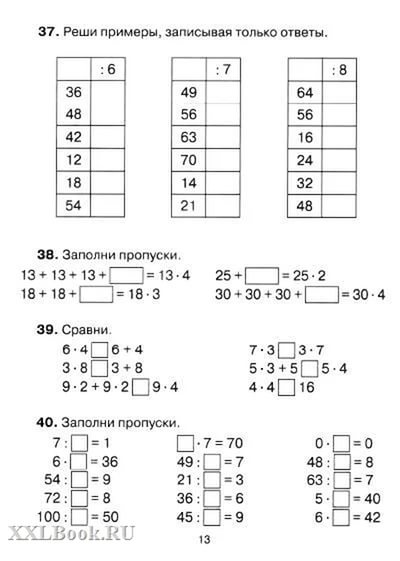 37. Реши примеры, записывая только ответы.
: 6 : 7 : 8
36 49 64
48 56 56
42 63 16
12 70 24
18 14 32
54 21 48
38. Заполни пропуски.
13 + 13 + 13 + □ = 13 · 4 25 + □ = 25 · 2
18 + 18 + □ = 18 · 3 30 + 30 + 30 + □ = 30 · 4
39. Сравни.
6 · 4 □ 6 + 4 7 · 3 □ 3 · 7
3 · 8 □ 3 + 8 5 · 3 + 5 □ 5 · 4
9 · 2 + 9 · 2 □ 9 · 4 4 · 4 □ 16
40. Заполни пропуски.
7 : □ = 1 □ · 7 = 70 0 · □ = 0
6 · □ = 36 49 : □ = 7 48 : □ = 8
54 : □ = 9 21 : □ = 3 63 : □ = 7
72 : □ = 8 36 : □ = 6 5 · □ = 40
100 : □ = 50 45 : □ = 9 6 · □ = 42
XXLBook.RU
13